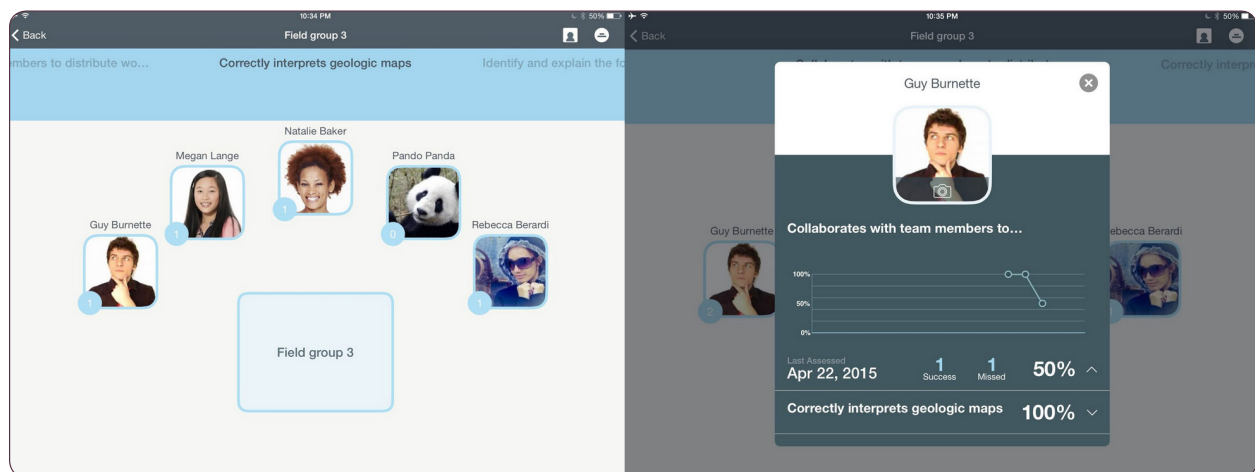 10:34 PM
50%
Back
Field group 3
mbers to distribute wo...
Correctly interprets geologic maps
Identify and explain the fo
Natalie Baker
Megan Lange
Pando Panda
Guy Burnette
Rebecca Berardi
1
1
0
1
1
Field group 3
10:35 PM
50%
Back
Field group 3
Correctly interpr
Guy Burnette
Guy Burnette
ebecca Berardi
2
Collaborates with team members to...
100%
50%
0%
Last Assessed
Apr 22, 2015
1
Success
1
Missed
50%
Correctly interprets geologic maps
100%